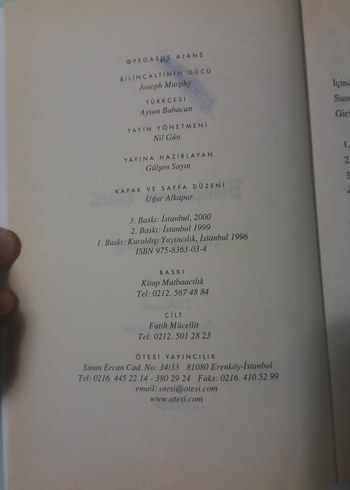 © PEGASUS AJANS
BİLİNÇALTININ GÜCÜ
Joseph Murphy
TÜRKÇESİ
Aysun Babacan
YAYIN YÖNETMENİ
Nil Gün
YAYINA HAZIRLAYAN
Gülşen Sayın
KAPAK VE SAYFA DÜZENİ
Uğur Alkapar
3. Baskı: İstanbul, 2000
2. Baskı: İstanbul 1999
1. Baskı: Kuraldışı Yayıncılık, İstanbul 1996
ISBN 975-8363-03-4
BASKI
Kitap Matbaacılık
Tel: 0212. 567 48 84
CİLT
Fatih Mücellit
Tel: 0212. 501 28 23
ÖTESİ YAYINCILIK
Sinan Ercan Cad. No: 34/33 81080 Erenköy-İstanbul
Tel: 0216. 445 22 14 - 380 29 24 Faks: 0216. 410 52 99
email: otesi@otesi.com
www.otesi.com
İçind
Sunu
Giri
1.
2.
3
4